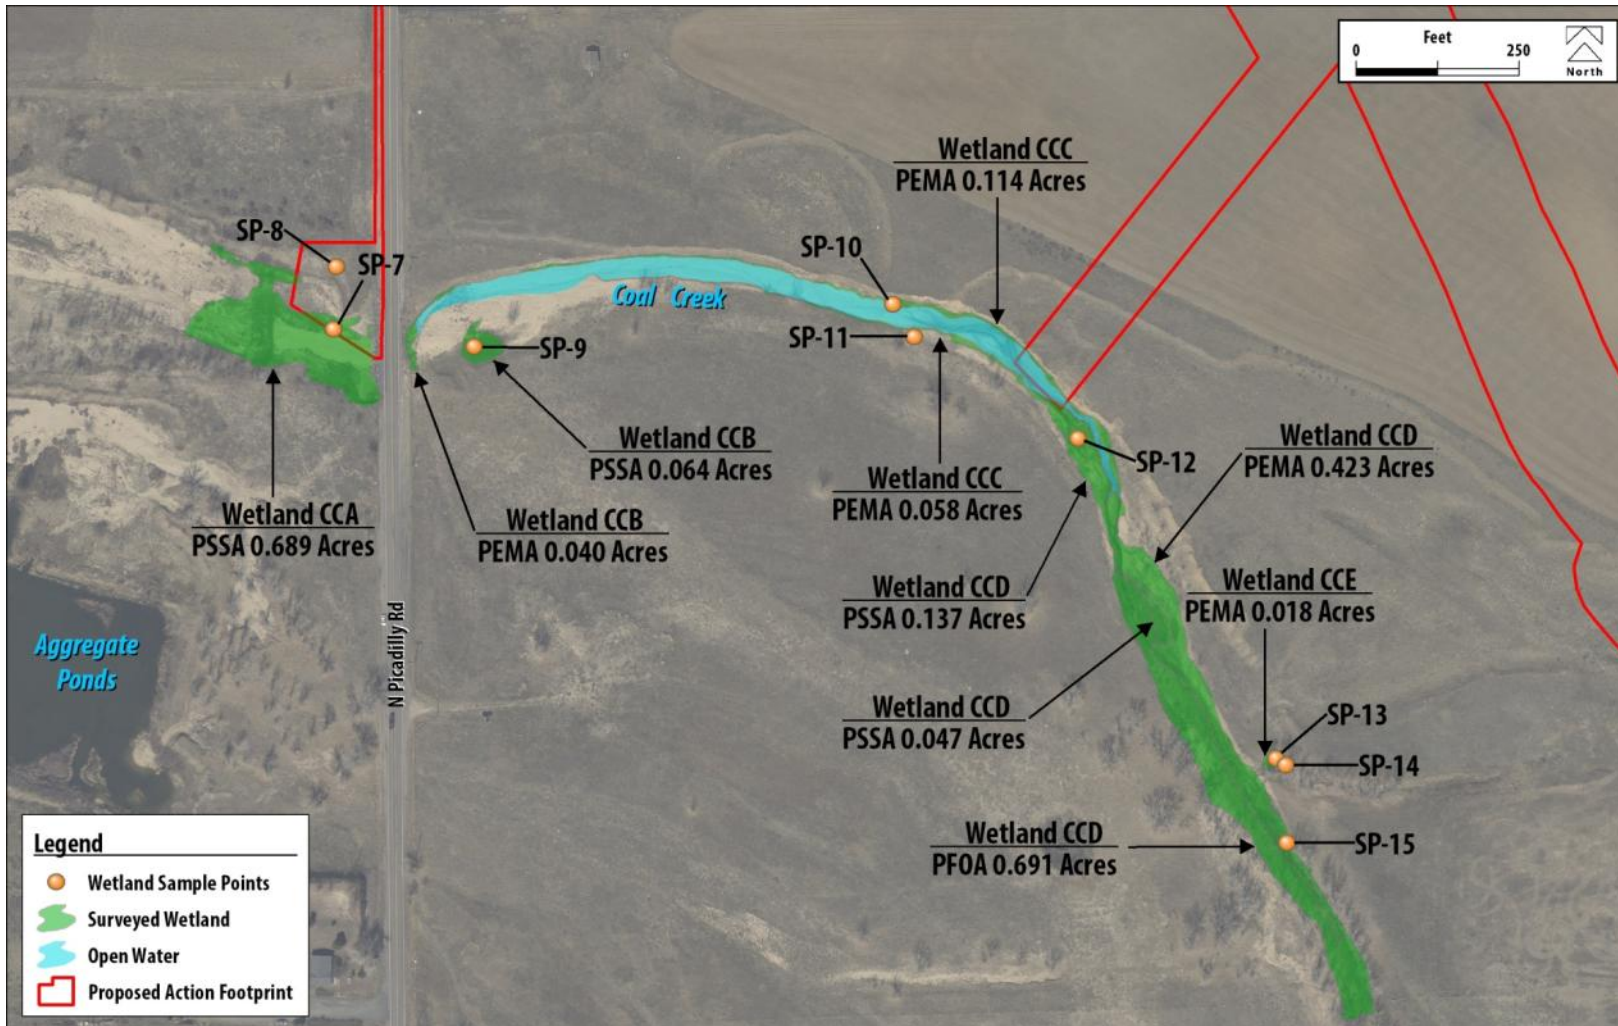 Feet
0 250
North
Wetland CCC
PEMA 0.114 Acres
SP-8
SP-7
SP-10
Coal Creek
SP-11
SP-9
Wetland CCB
PSSA 0.064 Acres
Wetland CCD
PEMA 0.423 Acres
SP-12
Wetland CCC
PEMA 0.058 Acres
Wetland CCA
PSSA 0.689 Acres
Wetland CCB
PEMA 0.040 Acres
Wetland CCD
PSSA 0.137 Acres
Wetland CCE
PEMA 0.018 Acres
Aggregate
Ponds
N Picadilly Rd
Wetland CCD
PSSA 0.047 Acres
SP-13
SP-14
Wetland CCD
PFOA 0.691 Acres
SP-15
Legend
Wetland Sample Points
Surveyed Wetland
Open Water
Proposed Action Footprint